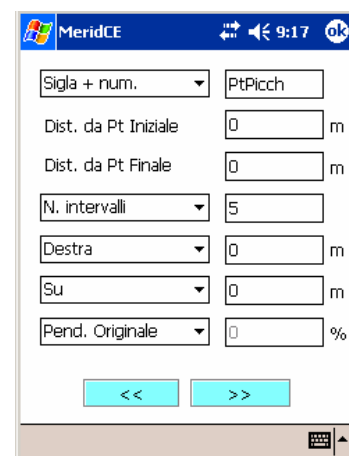 MeridCE 9:17 ok
Sigla + num. PtPicch
Dist. da Pt Iniziale 0 m
Dist. da Pt Finale 0 m
N. intervalli 5
Destra 0 m
Su 0 m
Pend. Originale 0 %
<< >>